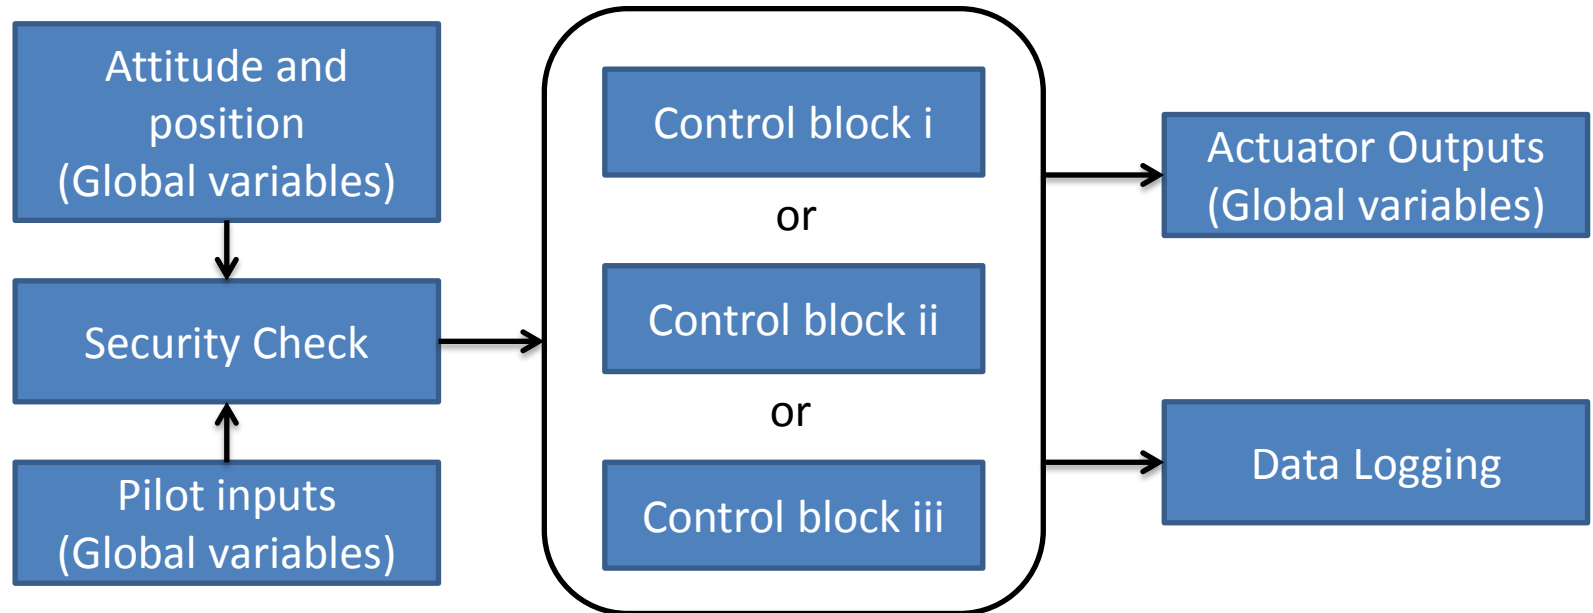 Attitude and
position
(Global variables)
Security Check
Pilot inputs
(Global variables)
Control block i
or
Control block ii
or
Control block iii
Actuator Outputs
(Global variables)
Data Logging